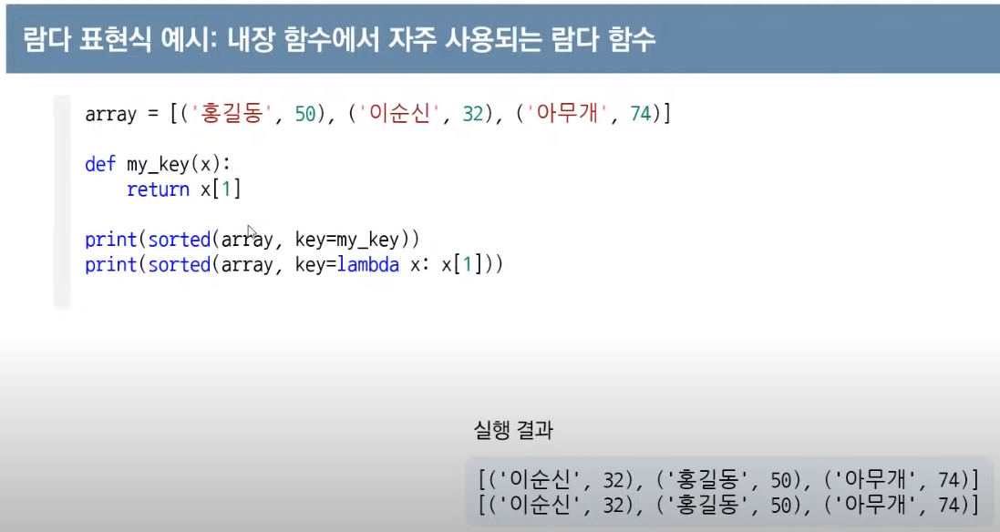 람다 표현식 예시: 내장 함수에서 자주 사용되는 람다 함수
array = [('홍길동', 50), ('이순신', 32), ('아무개', 74)]
def my_key(x):
    return x[1]
print(sorted(array, key=my_key))
print(sorted(array, key=lambda x: x[1]))
실행 결과
[('이순신', 32), ('홍길동', 50), ('아무개', 74)]
[('이순신', 32), ('홍길동', 50), ('아무개', 74)]